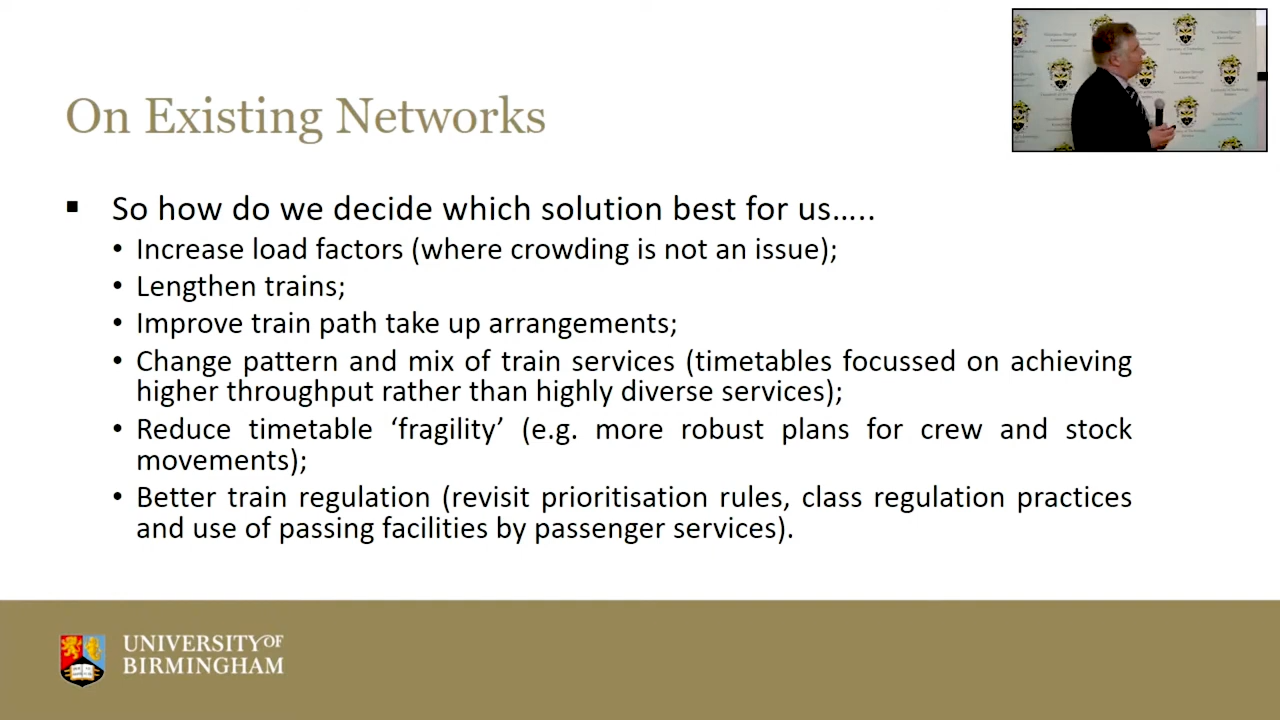 On Existing Networks
▪ So how do we decide which solution best for us…..
• Increase load factors (where crowding is not an issue);
• Lengthen trains;
• Improve train path take up arrangements;
• Change pattern and mix of train services (timetables focussed on achieving
higher throughput rather than highly diverse services);
• Reduce timetable ‘fragility’ (e.g. more robust plans for crew and stock
movements);
• Better train regulation (revisit prioritisation rules, class regulation practices
and use of passing facilities by passenger services).
UNIVERSITY OF
BIRMINGHAM